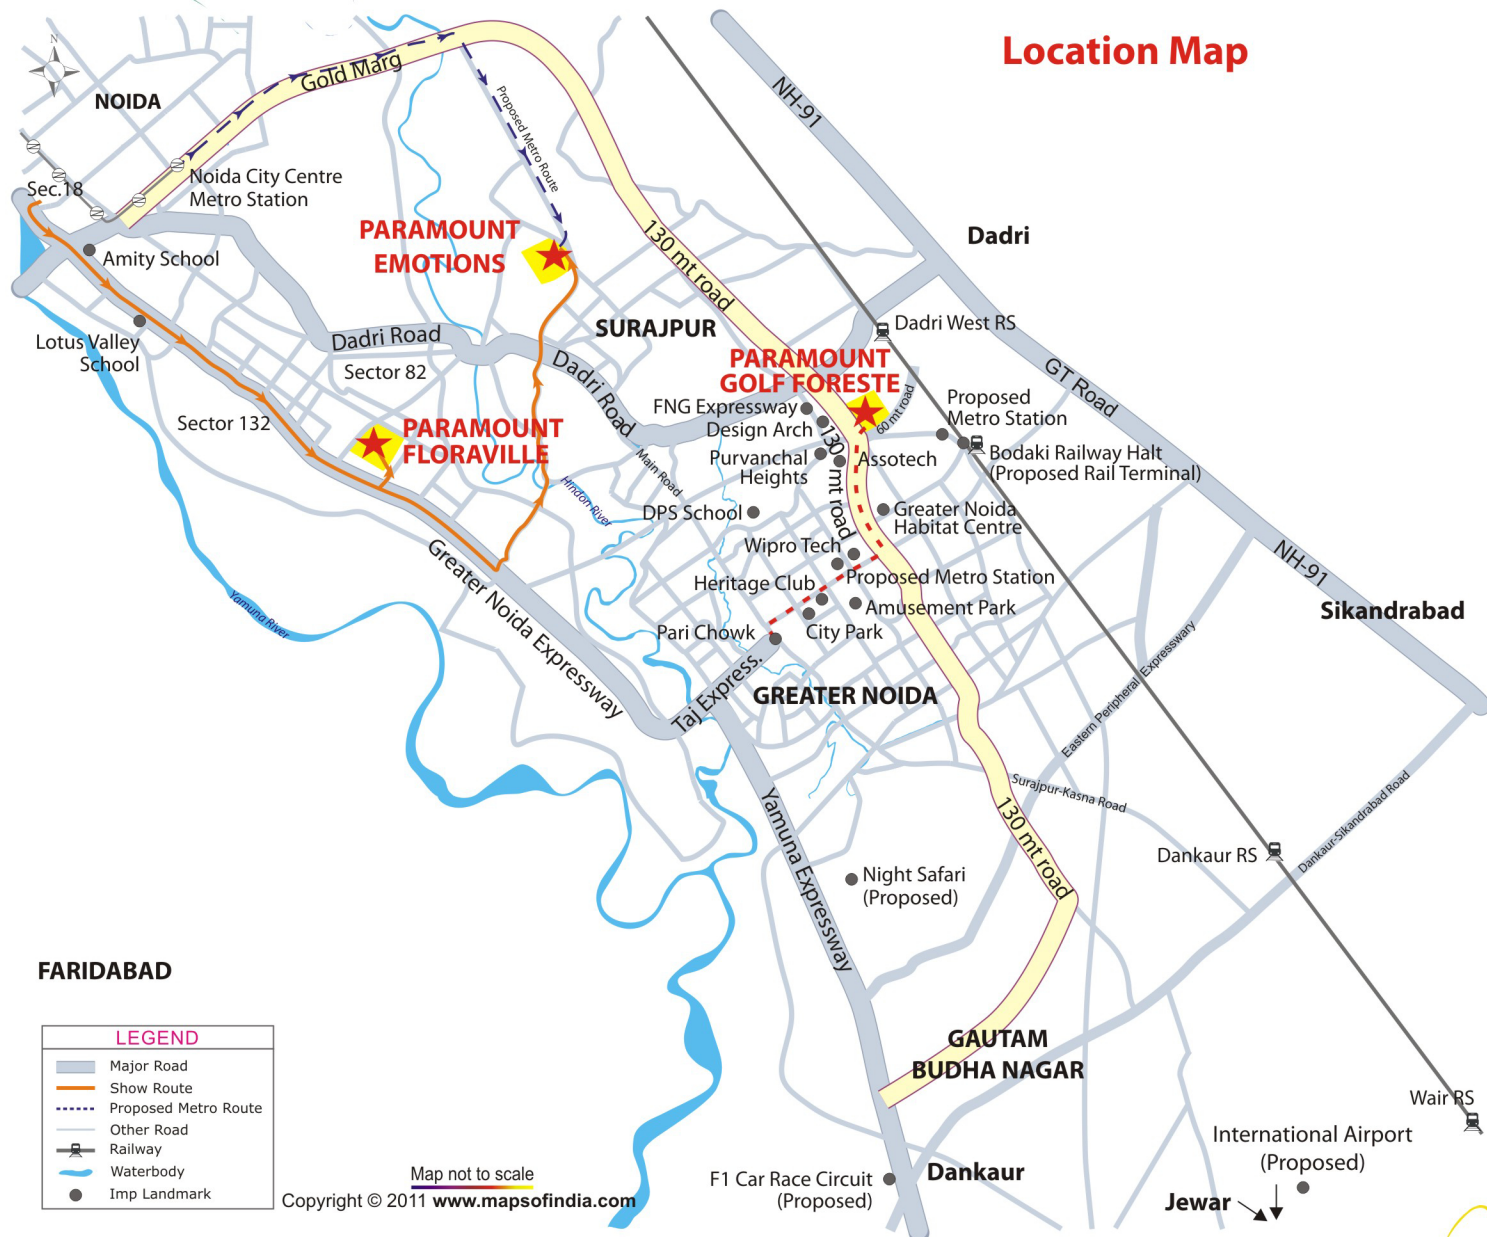 Location Map
N
NOIDA
Gold Marg
Proposed Metro Route
NH-91
Noida City Centre
Metro Station
Sec.18
Amity School
PARAMOUNT
EMOTIONS
130 mt road
Dadri
Lotus Valley
School
Dadri Road
SURAJPUR
Dadri West RS
Sector 82
Dadri Road
PARAMOUNT
GOLF FORESTE
GT Road
60 mt road
Proposed
Metro Station
FNG Expressway
Design Arch
130 mt road
Sector 132
PARAMOUNT
FLORAVILLE
Main Road
Purvanchal
Heights
Assotech
Bodaki Railway Halt
(Proposed Rail Terminal)
Hindon River
DPS School
Greater Noida
Habitat Centre
Wipro Tech
NH-91
Greater Noida Expressway
Heritage Club
Proposed Metro Station
Amusement Park
Yamuna River
Pari Chowk
City Park
Sikandrabad
Taj Express.
GREATER NOIDA
Eastern Peripheral Expresswary
Surajpur-Kasna Road
Yamuna Expressway
130 mt road
Dankaur-Sikandrabad Road
Dankaur RS
Night Safari
(Proposed)
FARIDABAD
GAUTAM
BUDHA NAGAR
Wair RS
International Airport
(Proposed)
Jewar
F1 Car Race Circuit
(Proposed)
Dankaur
LEGEND
Major Road
Show Route
Proposed Metro Route
Other Road
Railway
Waterbody
Imp Landmark
Map not to scale
Copyright © 2011 www.mapsofindia.com